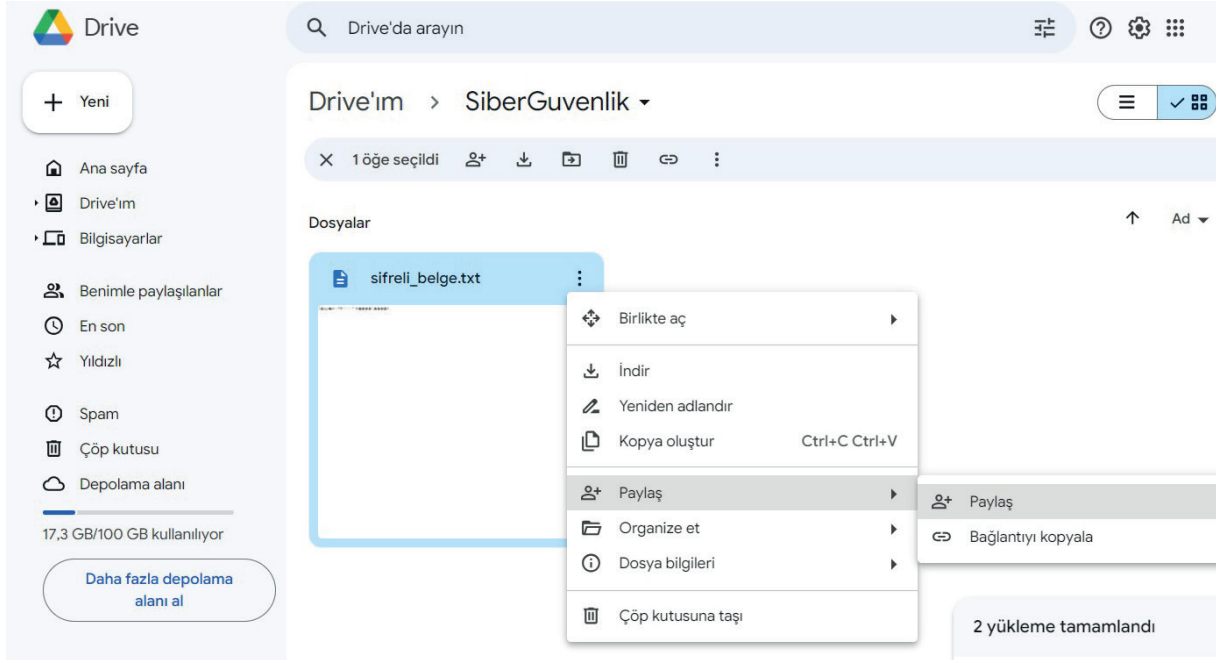 Drive
Drive'da arayın
Yeni
Drive'ım > SiberGuvenlik
1 öğe seçildi
Ana sayfa
Drive'ım
Bilgisayarlar
Benimle paylaşılanlar
En son
Yıldızlı
Spam
Çöp kutusu
Depolama alanı
17,3 GB/100 GB kullanılıyor
Daha fazla depolama
alanı al
Dosyalar
Ad
sifreli_belge.txt
Birlikte aç
İndir
Yeniden adlandır
Kopya oluştur Ctrl+C Ctrl+V
Paylaş
Organize et
Dosya bilgileri
Çöp kutusuna taşı
Paylaş
Bağlantıyı kopyala
2 yükleme tamamlandı